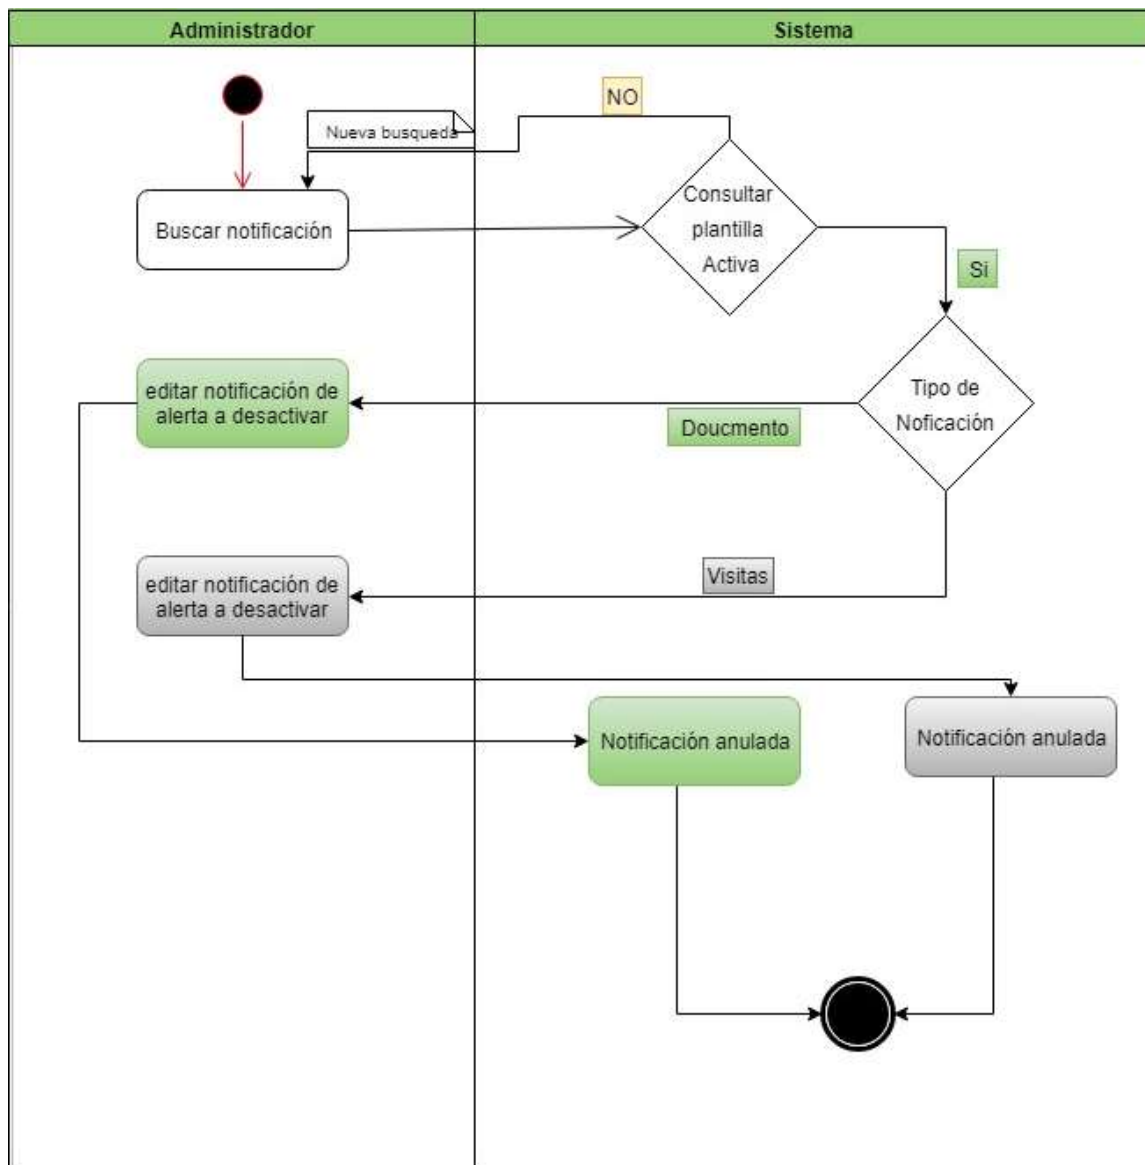 Administrador
Sistema
NO
Nueva busqueda
Consultar
plantilla
Activa
Buscar notificación
Si
editar notificación de
alerta a desactivar
Tipo de
Noficación
Doucmento
editar notificación de
alerta a desactivar
Visitas
Notificación anulada
Notificación anulada